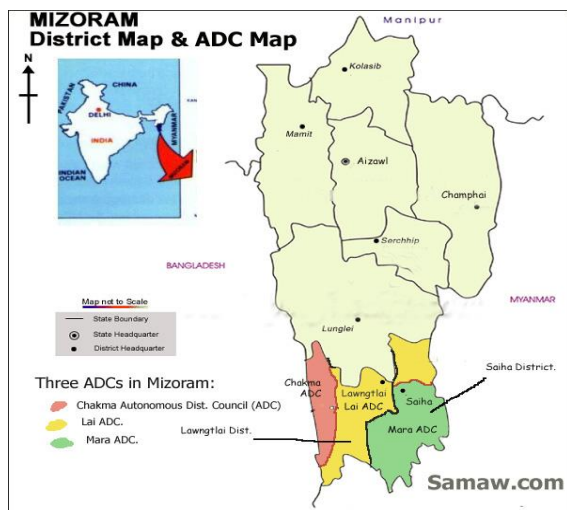 MIZORAM
District Map & ADC Map
Manipur
N
Kolasib
PAKISTAN
CHINA
DELHI
INDIA
MYANMAR
INDIAN
OCEAN
Mamit
Aizawl
Champhai
Serchhip
BANGLADESH
MYANMAR
Map not to Scale
State Boundary
State Headquarter
District Headquarter
Lunglei
Three ADCs in Mizoram:
Chakma Autonomous Dist. Council (ADC)
Lai ADC.
Mara ADC.
Chakma
ADC
Lawngtlai
Lai ADC
Saiha
Mara ADC
Saiha District.
Lawngtlai Dist.
Samaw.com